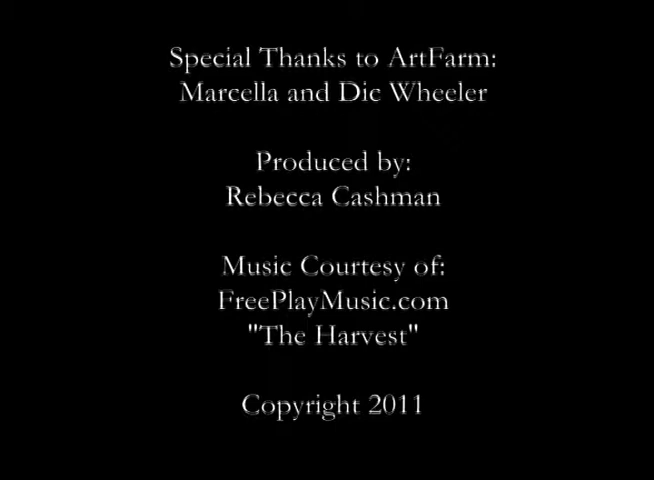 Special Thanks to ArtFarm:
Marcella and Dic Wheeler
Produced by:
Rebecca Cashman
Music Courtesy of:
FreePlayMusic.com
"The Harvest"
Copyright 2011